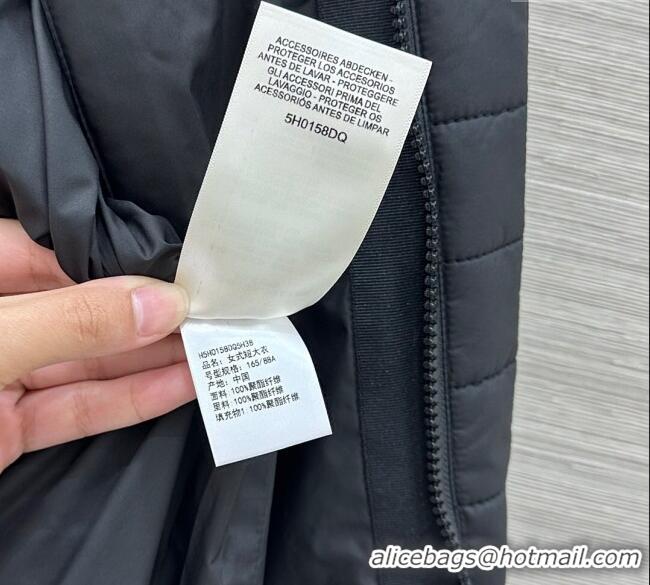 ACCESSOIRES ABDECKEN -
PROTEGER LOS ACCESORIOS
ANTES DE LAVAR - PROTEGGERE
GLI ACCESSORI PRIMA DEL
LAVAGGIO - PROTEGER OS
ACESSÓRIOS ANTES DE LIMPAR
5H0158DQ
H5H0158DQ5H38
品名: 女式短大衣
号型规格: 165/88A
产地: 中国
面料: 100%聚酯纤维
里料: 100%聚酯纤维
填充物1: 100%聚酯纤维
alicebags@hotmail.com